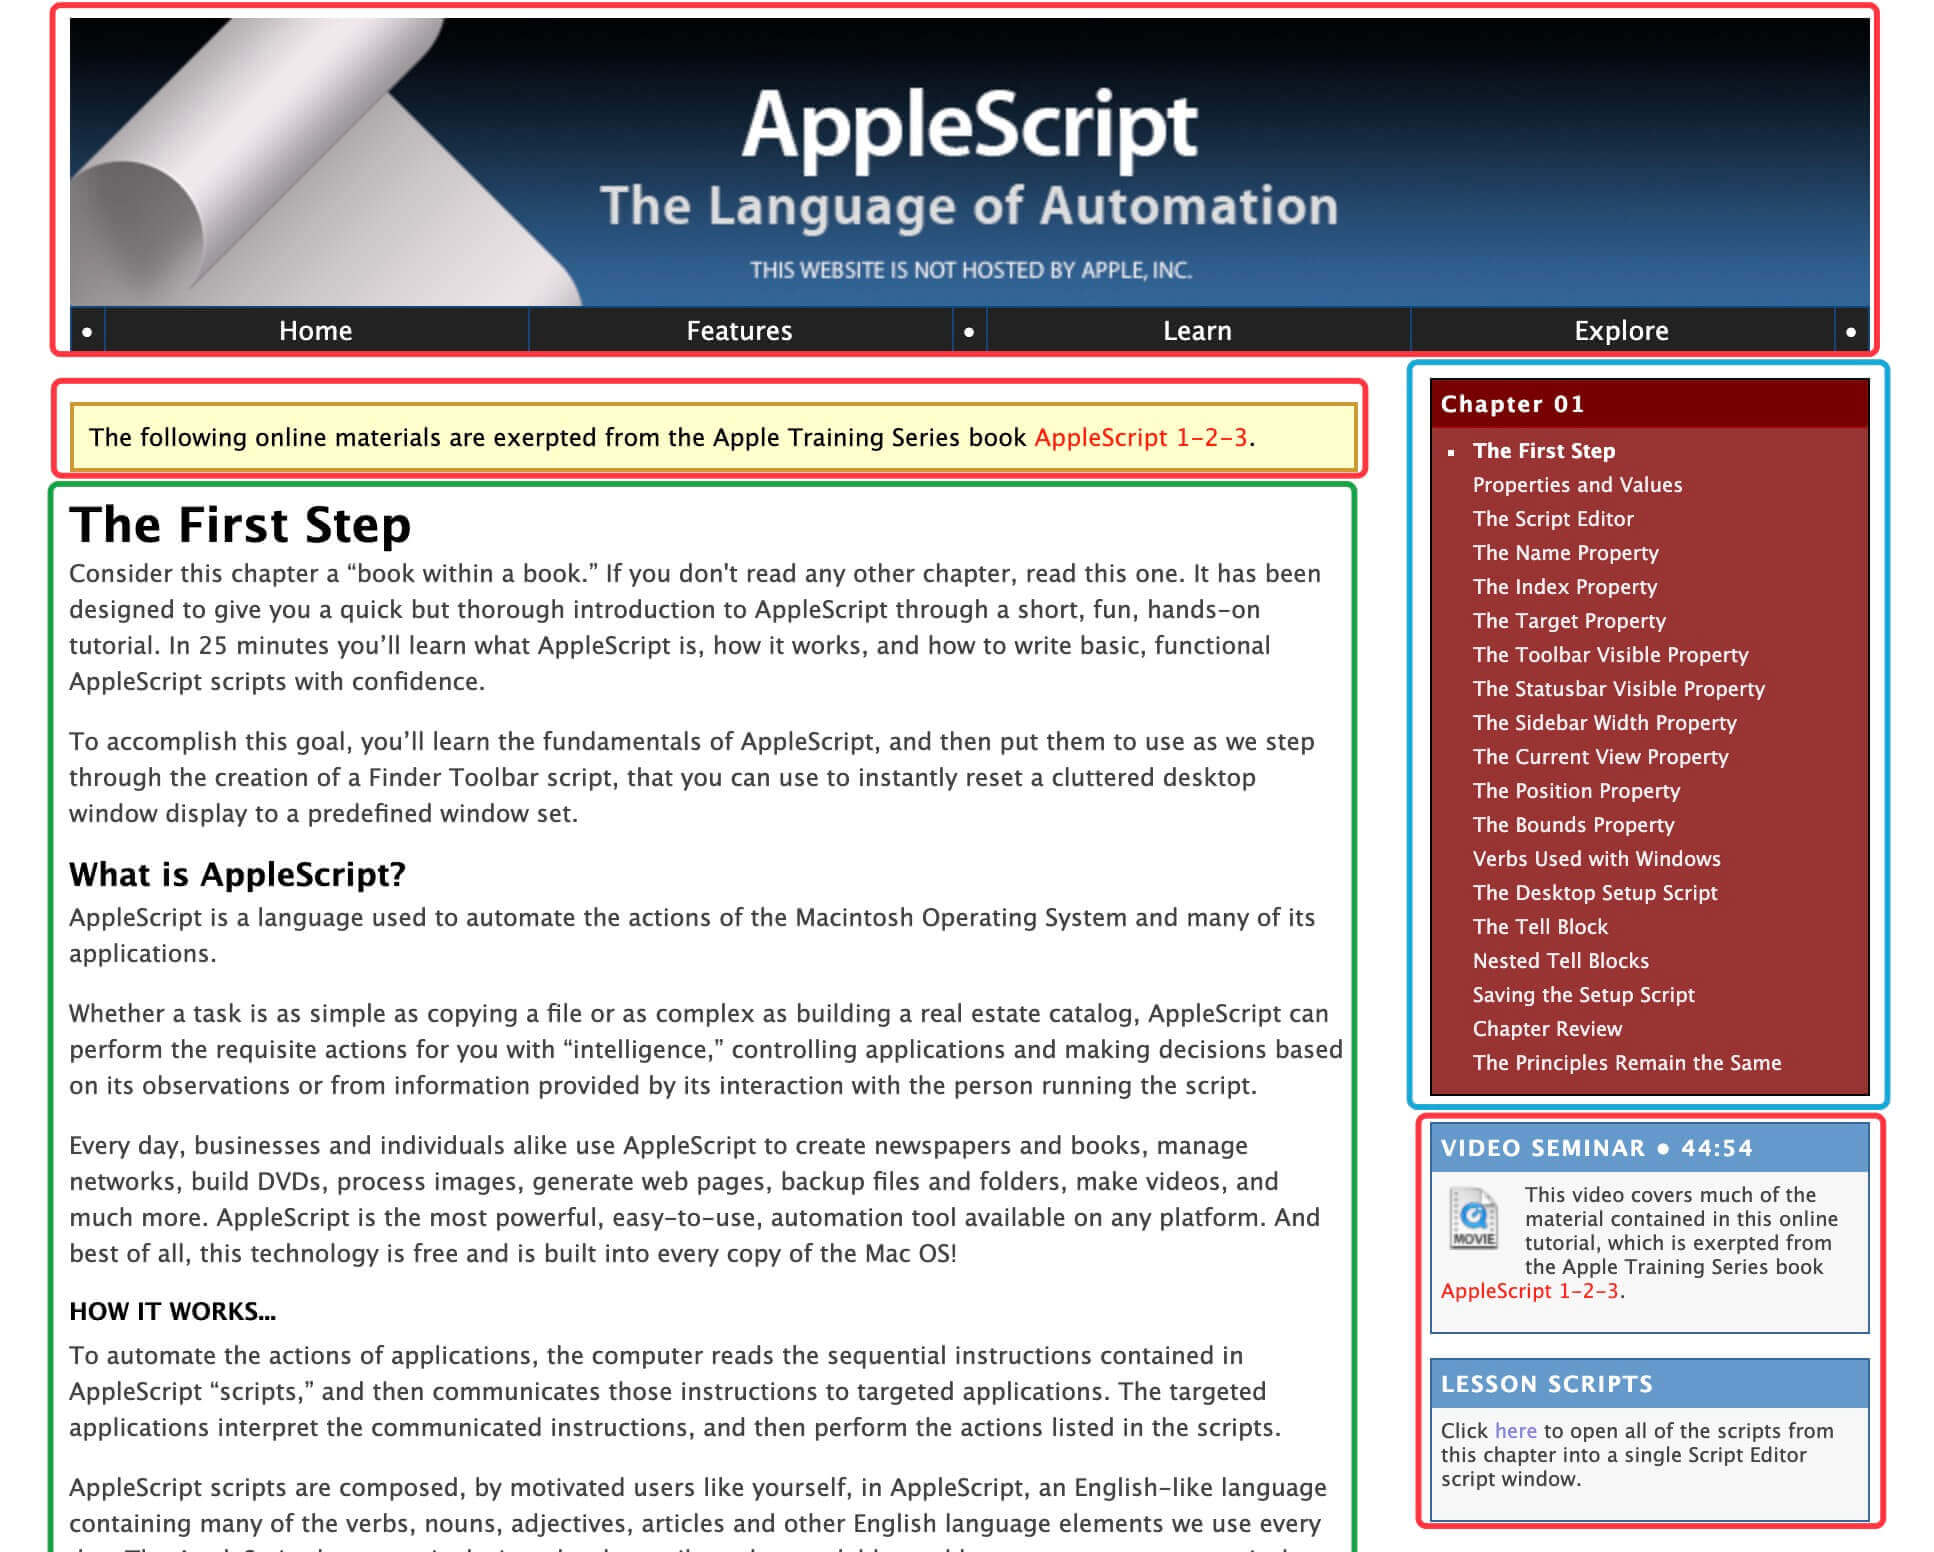 AppleScript
The Language of Automation
THIS WEBSITE IS NOT HOSTED BY APPLE, INC.
• Home Features • Learn Explore •
The following online materials are exerpted from the Apple Training Series book AppleScript 1-2-3.
The First Step
Consider this chapter a “book within a book.” If you don't read any other chapter, read this one. It has been
designed to give you a quick but thorough introduction to AppleScript through a short, fun, hands-on
tutorial. In 25 minutes you’ll learn what AppleScript is, how it works, and how to write basic, functional
AppleScript scripts with confidence.
To accomplish this goal, you’ll learn the fundamentals of AppleScript, and then put them to use as we step
through the creation of a Finder Toolbar script, that you can use to instantly reset a cluttered desktop
window display to a predefined window set.
What is AppleScript?
AppleScript is a language used to automate the actions of the Macintosh Operating System and many of its
applications.
Whether a task is as simple as copying a file or as complex as building a real estate catalog, AppleScript can
perform the requisite actions for you with “intelligence,” controlling applications and making decisions based
on its observations or from information provided by its interaction with the person running the script.
Every day, businesses and individuals alike use AppleScript to create newspapers and books, manage
networks, build DVDs, process images, generate web pages, backup files and folders, make videos, and
much more. AppleScript is the most powerful, easy-to-use, automation tool available on any platform. And
best of all, this technology is free and is built into every copy of the Mac OS!
HOW IT WORKS...
To automate the actions of applications, the computer reads the sequential instructions contained in
AppleScript “scripts,” and then communicates those instructions to targeted applications. The targeted
applications interpret the communicated instructions, and then perform the actions listed in the scripts.
AppleScript scripts are composed, by motivated users like yourself, in AppleScript, an English-like language
containing many of the verbs, nouns, adjectives, articles and other English language elements we use every
Chapter 01
▪ The First Step
Properties and Values
The Script Editor
The Name Property
The Index Property
The Target Property
The Toolbar Visible Property
The Statusbar Visible Property
The Sidebar Width Property
The Current View Property
The Position Property
The Bounds Property
Verbs Used with Windows
The Desktop Setup Script
The Tell Block
Nested Tell Blocks
Saving the Setup Script
Chapter Review
The Principles Remain the Same
VIDEO SEMINAR • 44:54
MOVIE
This video covers much of the
material contained in this online
tutorial, which is exerpted from
the Apple Training Series book
AppleScript 1-2-3.
LESSON SCRIPTS
Click here to open all of the scripts from
this chapter into a single Script Editor
script window.